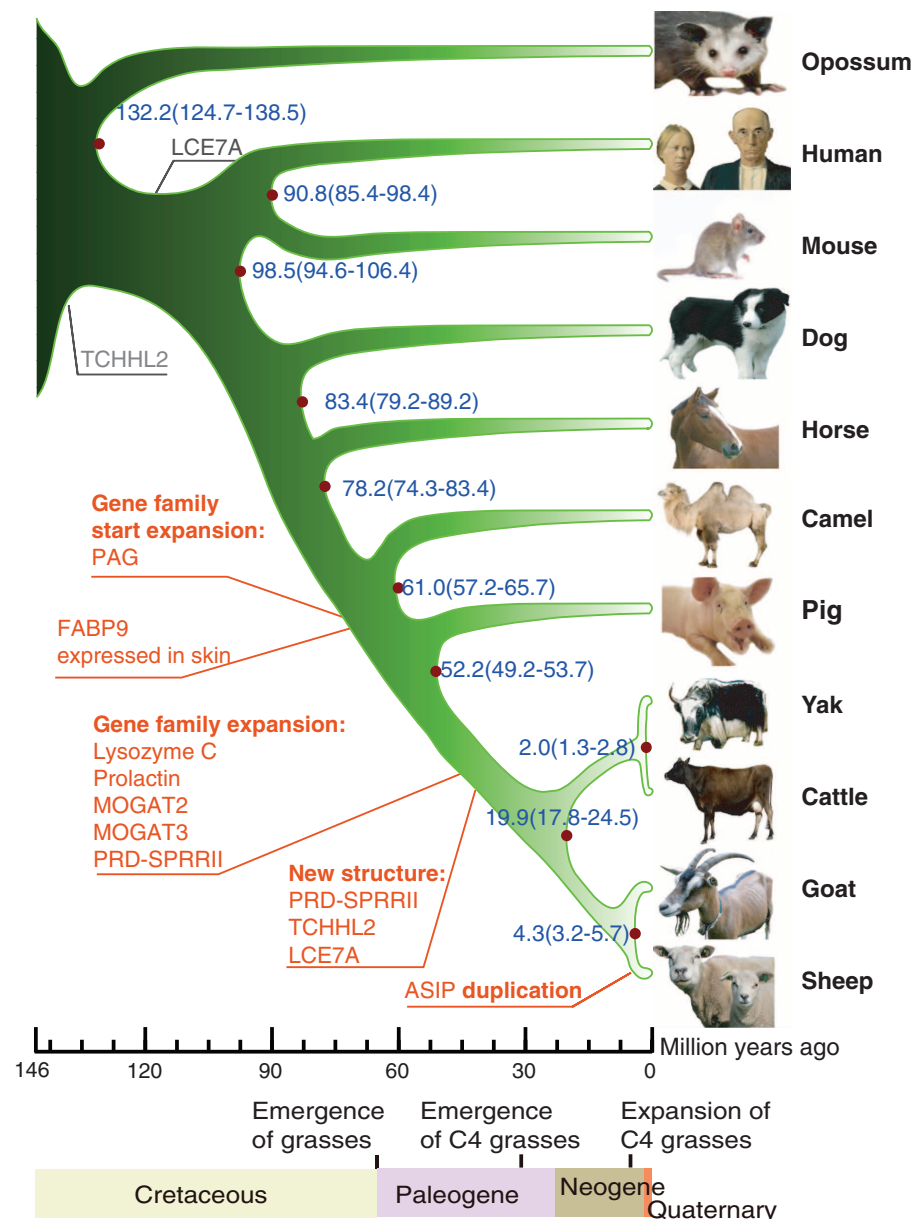 Opossum
132.2(124.7-138.5)
LCE7A
Human
90.8(85.4-98.4)
Mouse
98.5(94.6-106.4)
TCHHL2
Dog
83.4(79.2-89.2)
Horse
78.2(74.3-83.4)
Gene family
start expansion:
PAG
Camel
61.0(57.2-65.7)
Pig
FABP9
expressed in skin
52.2(49.2-53.7)
Yak
Gene family expansion:
Lysozyme C
Prolactin
MOGAT2
MOGAT3
PRD-SPRRII
2.0(1.3-2.8)
Cattle
19.9(17.8-24.5)
New structure:
PRD-SPRRII
TCHHL2
LCE7A
Goat
4.3(3.2-5.7)
Sheep
ASIP duplication
Million years ago
146 120 90 60 30 0
Emergence
of grasses
Emergence
of C4 grasses
Expansion of
C4 grasses
Cretaceous
Paleogene
Neogene
Quaternary